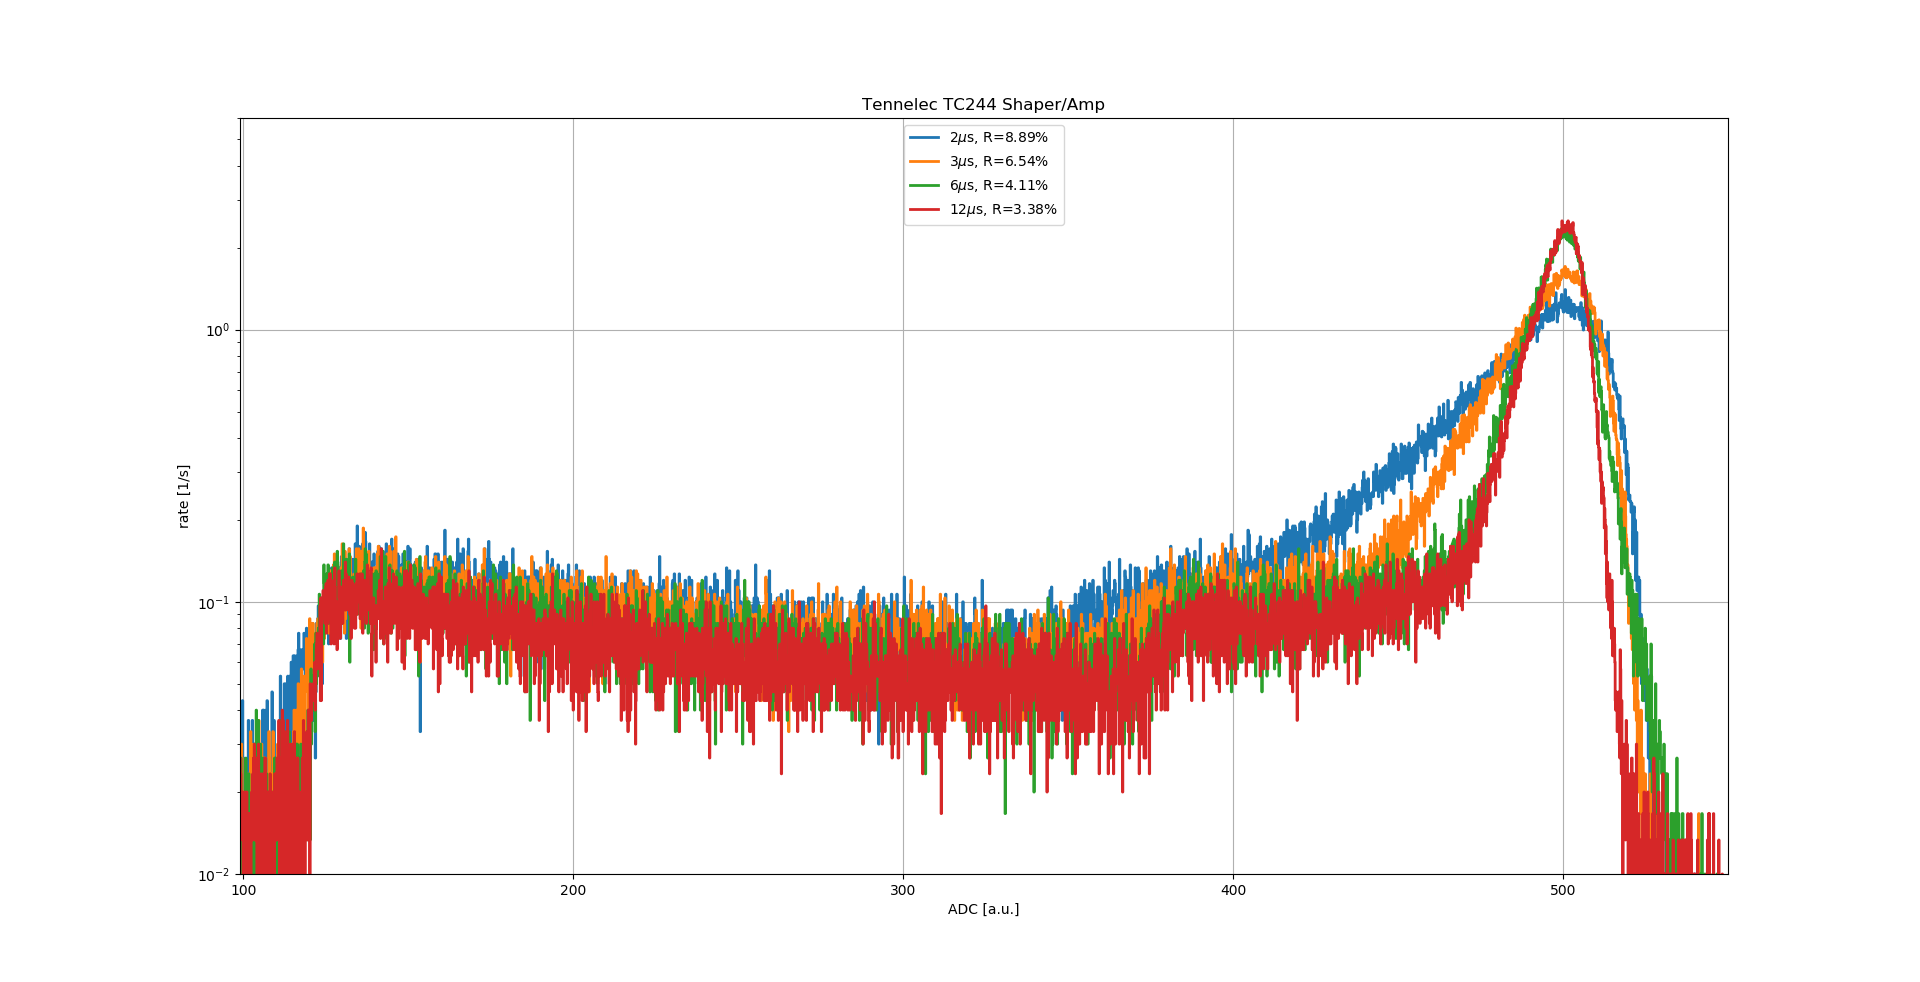 Tennelec TC244 Shaper/Amp
2μs, R=8.89%
3μs, R=6.54%
6μs, R=4.11%
12μs, R=3.38%
rate [1/s]
10⁰
10⁻¹
10⁻²
100 200 300 400 500
ADC [a.u.]